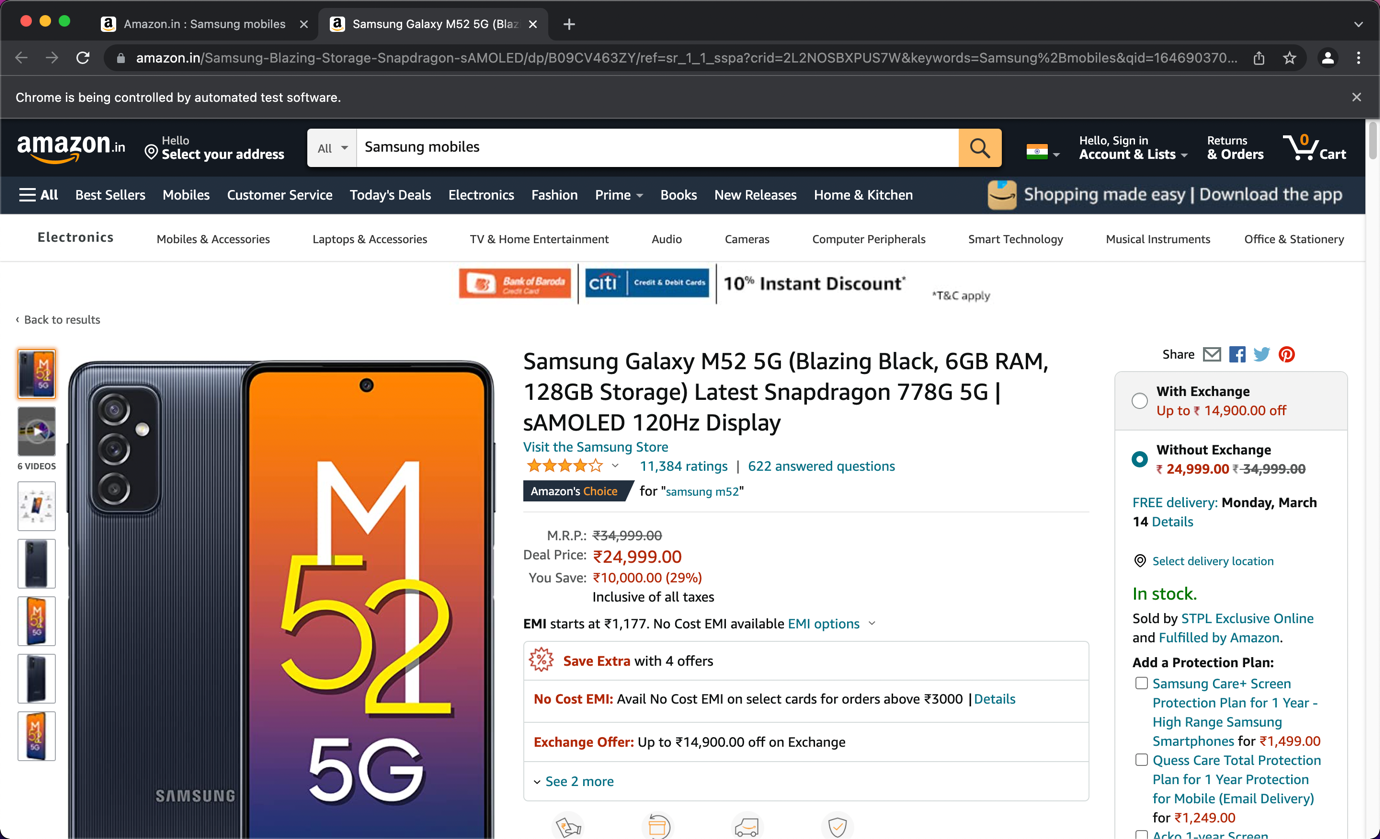 Amazon.in : Samsung mobiles
Samsung Galaxy M52 5G (Blaz
amazon.in/Samsung-Blazing-Storage-Snapdragon-sAMOLED/dp/B09CV463ZY/ref=sr_1_1_sspa?crid=2L2NOSBXPUS7W&keywords=Samsung%2Bmobiles&qid=164690370...
Chrome is being controlled by automated test software.
amazon.in
Hello
Select your address
All
Samsung mobiles
Hello, Sign in
Account & Lists
Returns
& Orders
0
Cart
All
Best Sellers
Mobiles
Customer Service
Today's Deals
Electronics
Fashion
Prime
Books
New Releases
Home & Kitchen
Shopping made easy | Download the app
Electronics
Mobiles & Accessories
Laptops & Accessories
TV & Home Entertainment
Audio
Cameras
Computer Peripherals
Smart Technology
Musical Instruments
Office & Stationery
Bank of Baroda
Credit Card
citi
Credit & Debit Cards
10% Instant Discount*
*T&C apply
‹ Back to results
6 VIDEOS
M
52
5G
SAMSUNG
Samsung Galaxy M52 5G (Blazing Black, 6GB RAM,
128GB Storage) Latest Snapdragon 778G 5G |
sAMOLED 120Hz Display
Visit the Samsung Store
11,384 ratings | 622 answered questions
Amazon's Choice for "samsung m52"
M.R.P.: ₹34,999.00
Deal Price: ₹24,999.00
You Save: ₹10,000.00 (29%)
Inclusive of all taxes
EMI starts at ₹1,177. No Cost EMI available EMI options
Save Extra with 4 offers
No Cost EMI: Avail No Cost EMI on select cards for orders above ₹3000 | Details
Exchange Offer: Up to ₹14,900.00 off on Exchange
See 2 more
Share
With Exchange
Up to ₹ 14,900.00 off
Without Exchange
₹ 24,999.00 ₹ 34,999.00
FREE delivery: Monday, March
14 Details
Select delivery location
In stock.
Sold by STPL Exclusive Online
and Fulfilled by Amazon.
Add a Protection Plan:
Samsung Care+ Screen
Protection Plan for 1 Year -
High Range Samsung
Smartphones for ₹1,499.00
Quess Care Total Protection
Plan for 1 Year Protection
for Mobile (Email Delivery)
for ₹1,249.00
Acko 1-year Screen